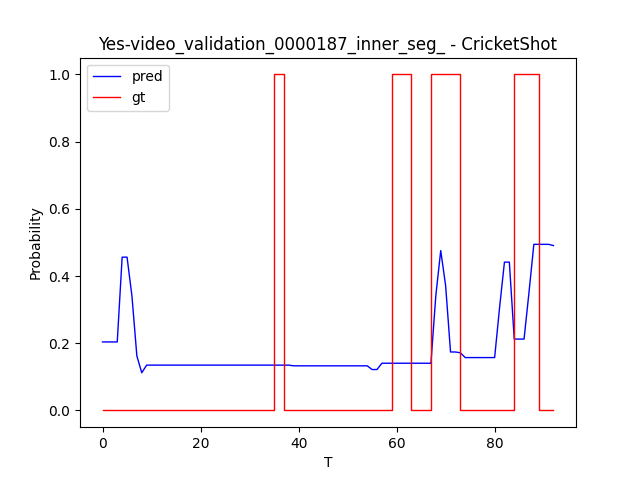 Yes-video_validation_0000187_inner_seg_ - CricketShot
pred
gt
1.0
0.8
0.6
0.4
0.2
0.0
Probability
0 20 40 60 80
T